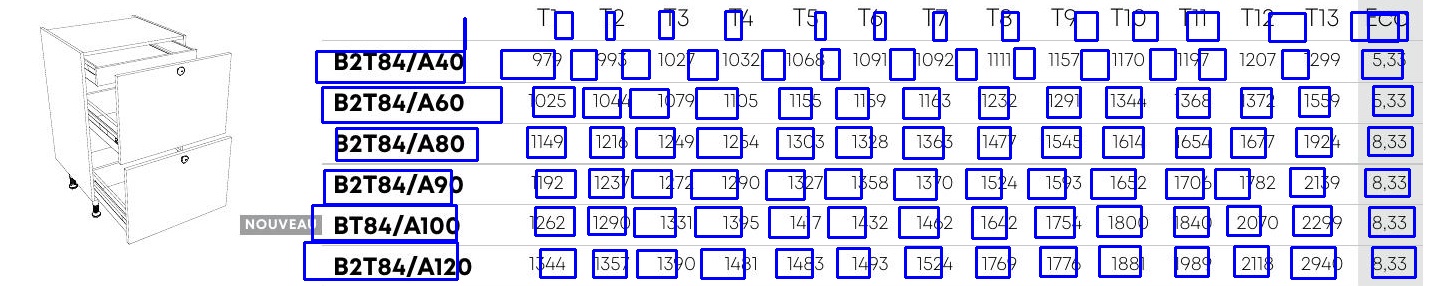 T1 T2 T3 T4 T5 T6 T7 T8 T9 T10 T11 T12 T13 Eco
B2T84/A40 979 993 1027 1032 1068 1091 1092 1111 1157 1170 1197 1207 1299 5,33
B2T84/A60 1025 1044 1079 1105 1155 1159 1163 1232 1291 1344 1368 1372 1559 5,33
B2T84/A80 1149 1216 1249 1254 1303 1328 1363 1477 1545 1614 1654 1677 1924 8,33
B2T84/A90 1192 1237 1272 1290 1327 1358 1370 1524 1593 1652 1706 1782 2139 8,33
NOUVEAU BT84/A100 1262 1290 1331 1395 1417 1432 1462 1642 1754 1800 1840 2070 2299 8,33
B2T84/A120 1344 1357 1390 1481 1483 1493 1524 1769 1776 1881 1989 2118 2940 8,33